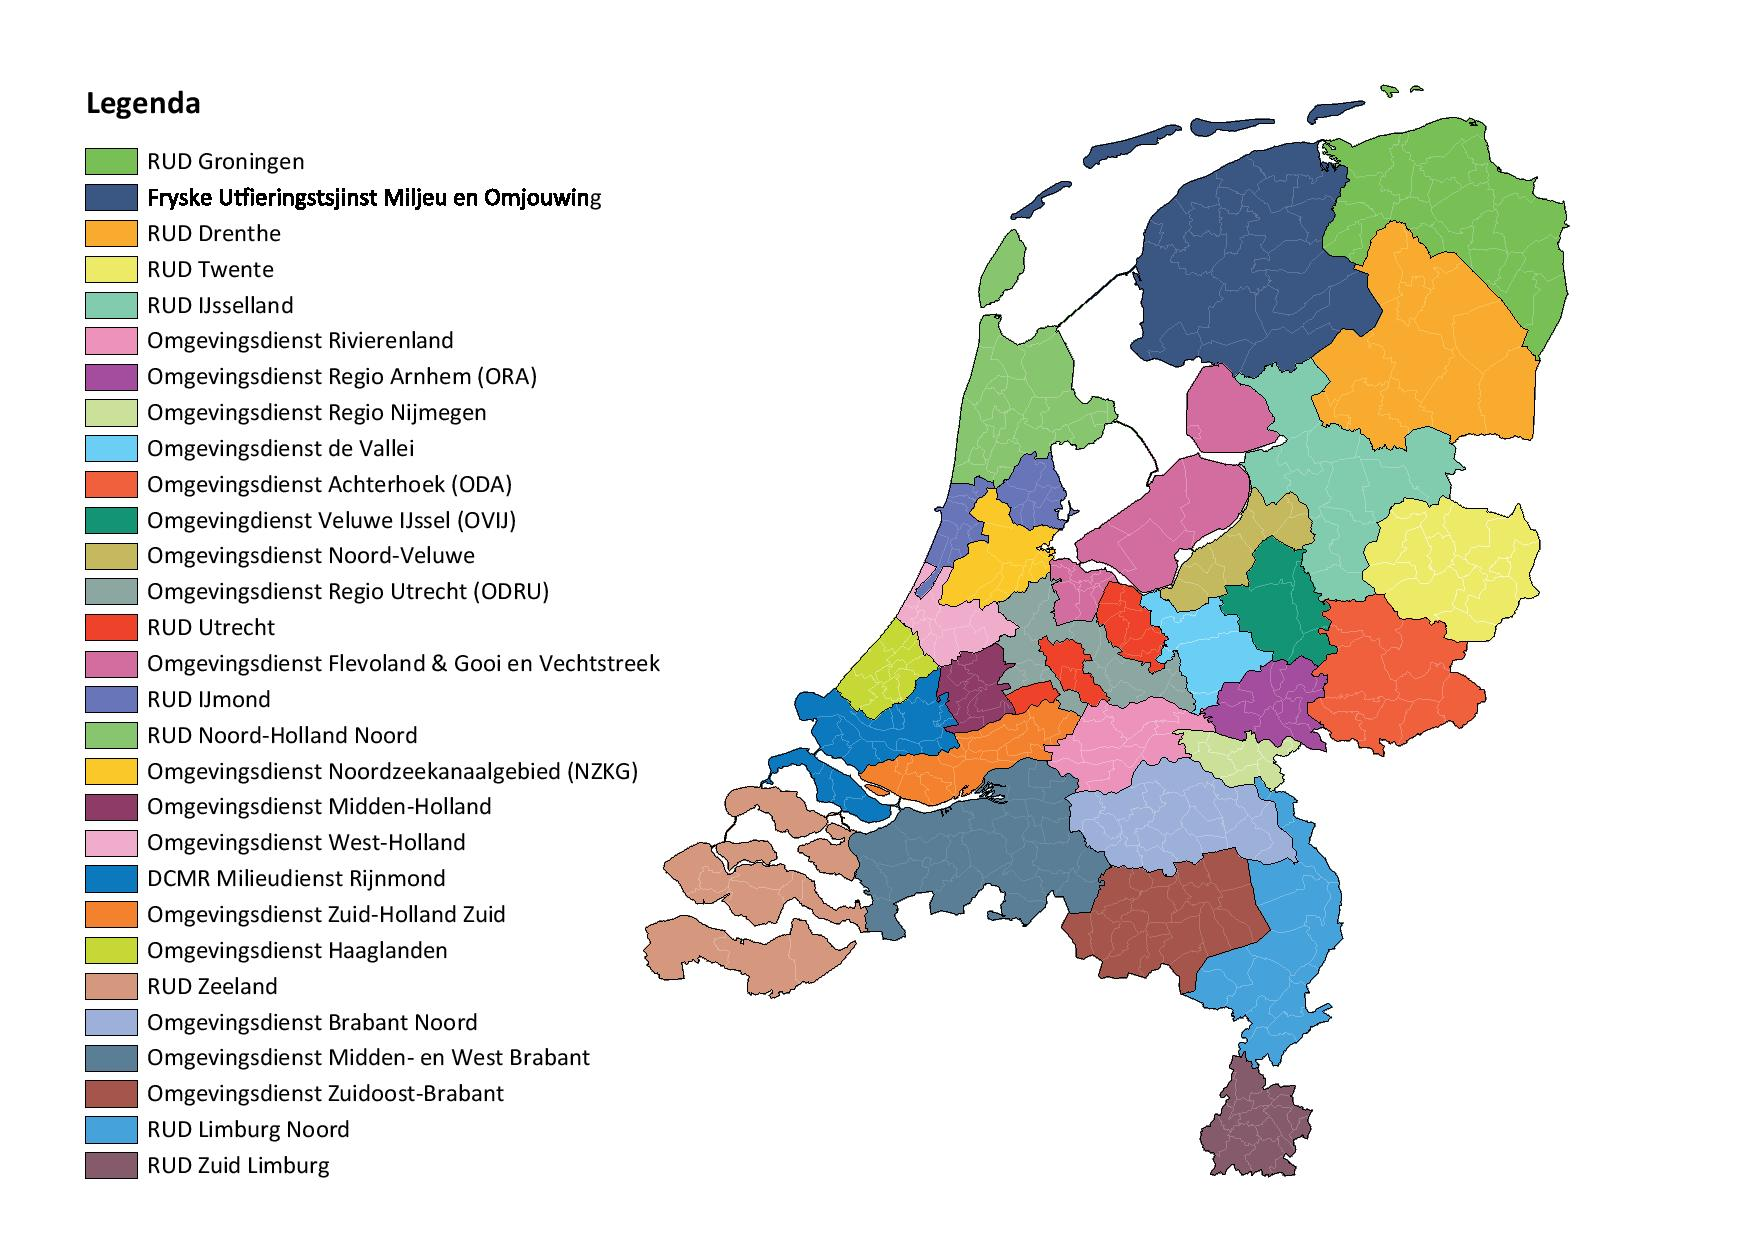 Legenda
RUD Groningen
Fryske Utfieringstsjinst Miljeu en Omjouwing
RUD Drenthe
RUD Twente
RUD IJsselland
Omgevingsdienst Rivierenland
Omgevingsdienst Regio Arnhem (ORA)
Omgevingsdienst Regio Nijmegen
Omgevingsdienst de Vallei
Omgevingsdienst Achterhoek (ODA)
Omgevingdienst Veluwe IJssel (OVIJ)
Omgevingsdienst Noord-Veluwe
Omgevingsdienst Regio Utrecht (ODRU)
RUD Utrecht
Omgevingsdienst Flevoland & Gooi en Vechtstreek
RUD IJmond
RUD Noord-Holland Noord
Omgevingsdienst Noordzeekanaalgebied (NZKG)
Omgevingsdienst Midden-Holland
Omgevingsdienst West-Holland
DCMR Milieudienst Rijnmond
Omgevingsdienst Zuid-Holland Zuid
Omgevingsdienst Haaglanden
RUD Zeeland
Omgevingsdienst Brabant Noord
Omgevingsdienst Midden- en West Brabant
Omgevingsdienst Zuidoost-Brabant
RUD Limburg Noord
RUD Zuid Limburg